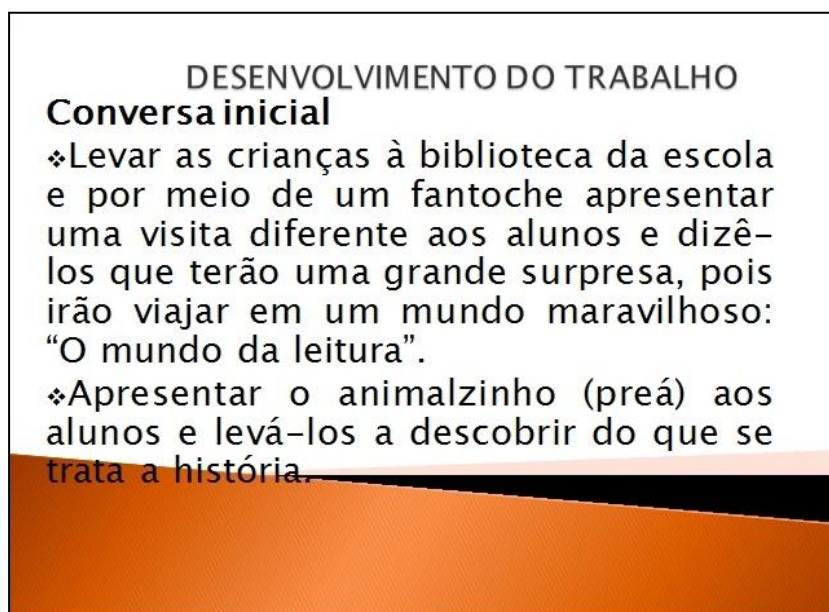 DESENVOLVIMENTO DO TRABALHO
Conversa inicial
❖Levar as crianças à biblioteca da escola
e por meio de um fantoche apresentar
uma visita diferente aos alunos e dizê-
los que terão uma grande surpresa, pois
irão viajar em um mundo maravilhoso:
“O mundo da leitura”.
❖Apresentar o animalzinho (preá) aos
alunos e levá-los a descobrir do que se
trata a história.